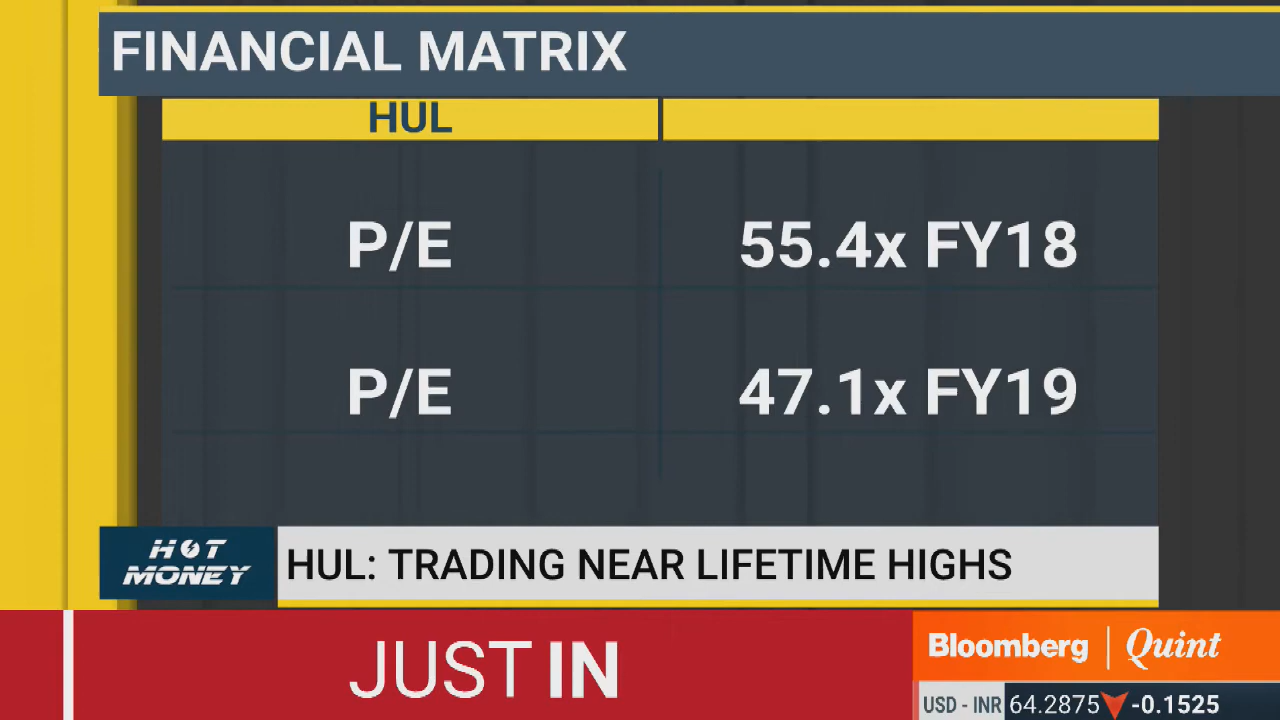 FINANCIAL MATRIX
HUL
P/E 55.4x FY18
P/E 47.1x FY19
HOT MONEY
HUL: TRADING NEAR LIFETIME HIGHS
JUST IN
Bloomberg | Quint
USD - INR 64.2875 -0.1525